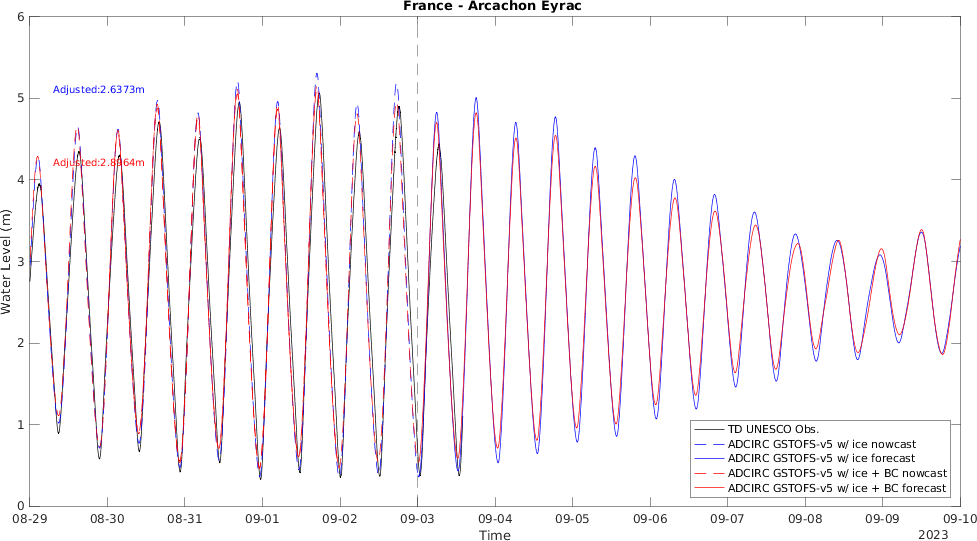 France - Arcachon Eyrac
6
5
4
3
2
1
0
Water Level (m)
Adjusted:2.6373m
Adjusted:2.8964m
TD UNESCO Obs.
ADCIRC GSTOFS-v5 w/ ice nowcast
ADCIRC GSTOFS-v5 w/ ice forecast
ADCIRC GSTOFS-v5 w/ ice + BC nowcast
ADCIRC GSTOFS-v5 w/ ice + BC forecast
08-29 08-30 08-31 09-01 09-02 09-03 09-04 09-05 09-06 09-07 09-08 09-09 09-10
Time
2023